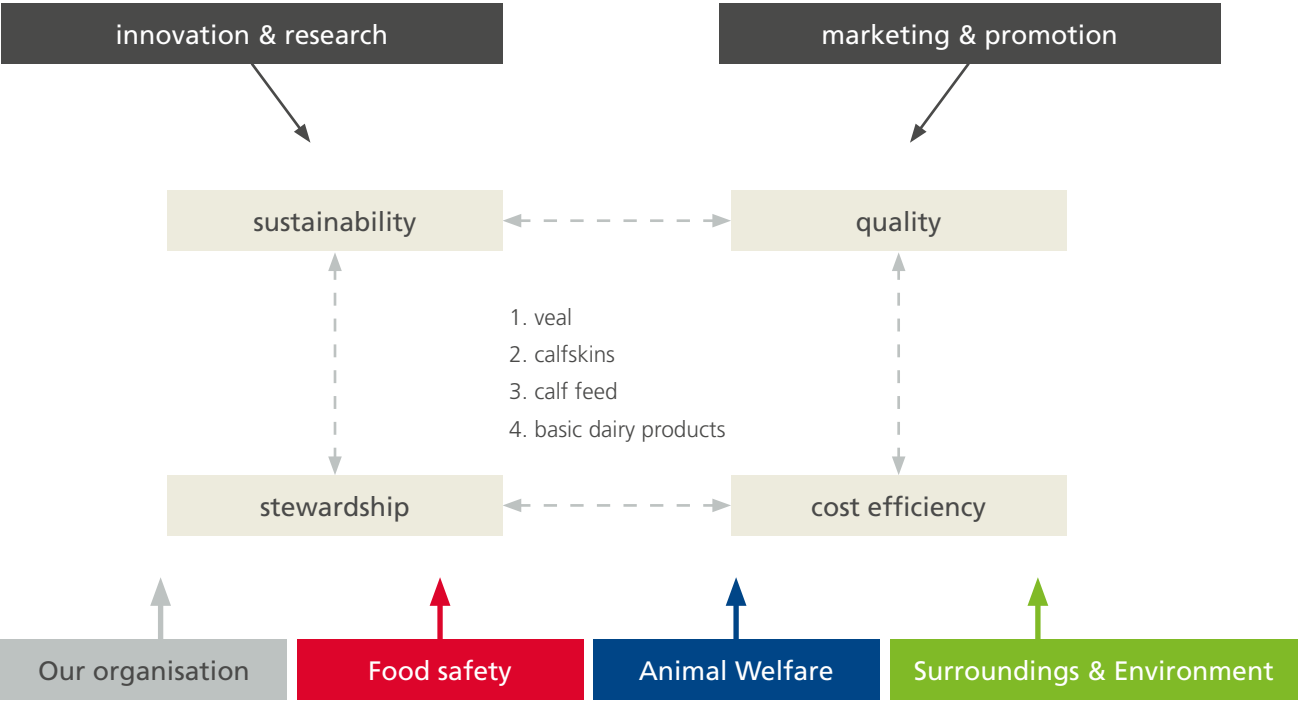 innovation & research
marketing & promotion
sustainability
quality
1. veal
2. calfskins
3. calf feed
4. basic dairy products
stewardship
cost efficiency
Our organisation
Food safety
Animal Welfare
Surroundings & Environment